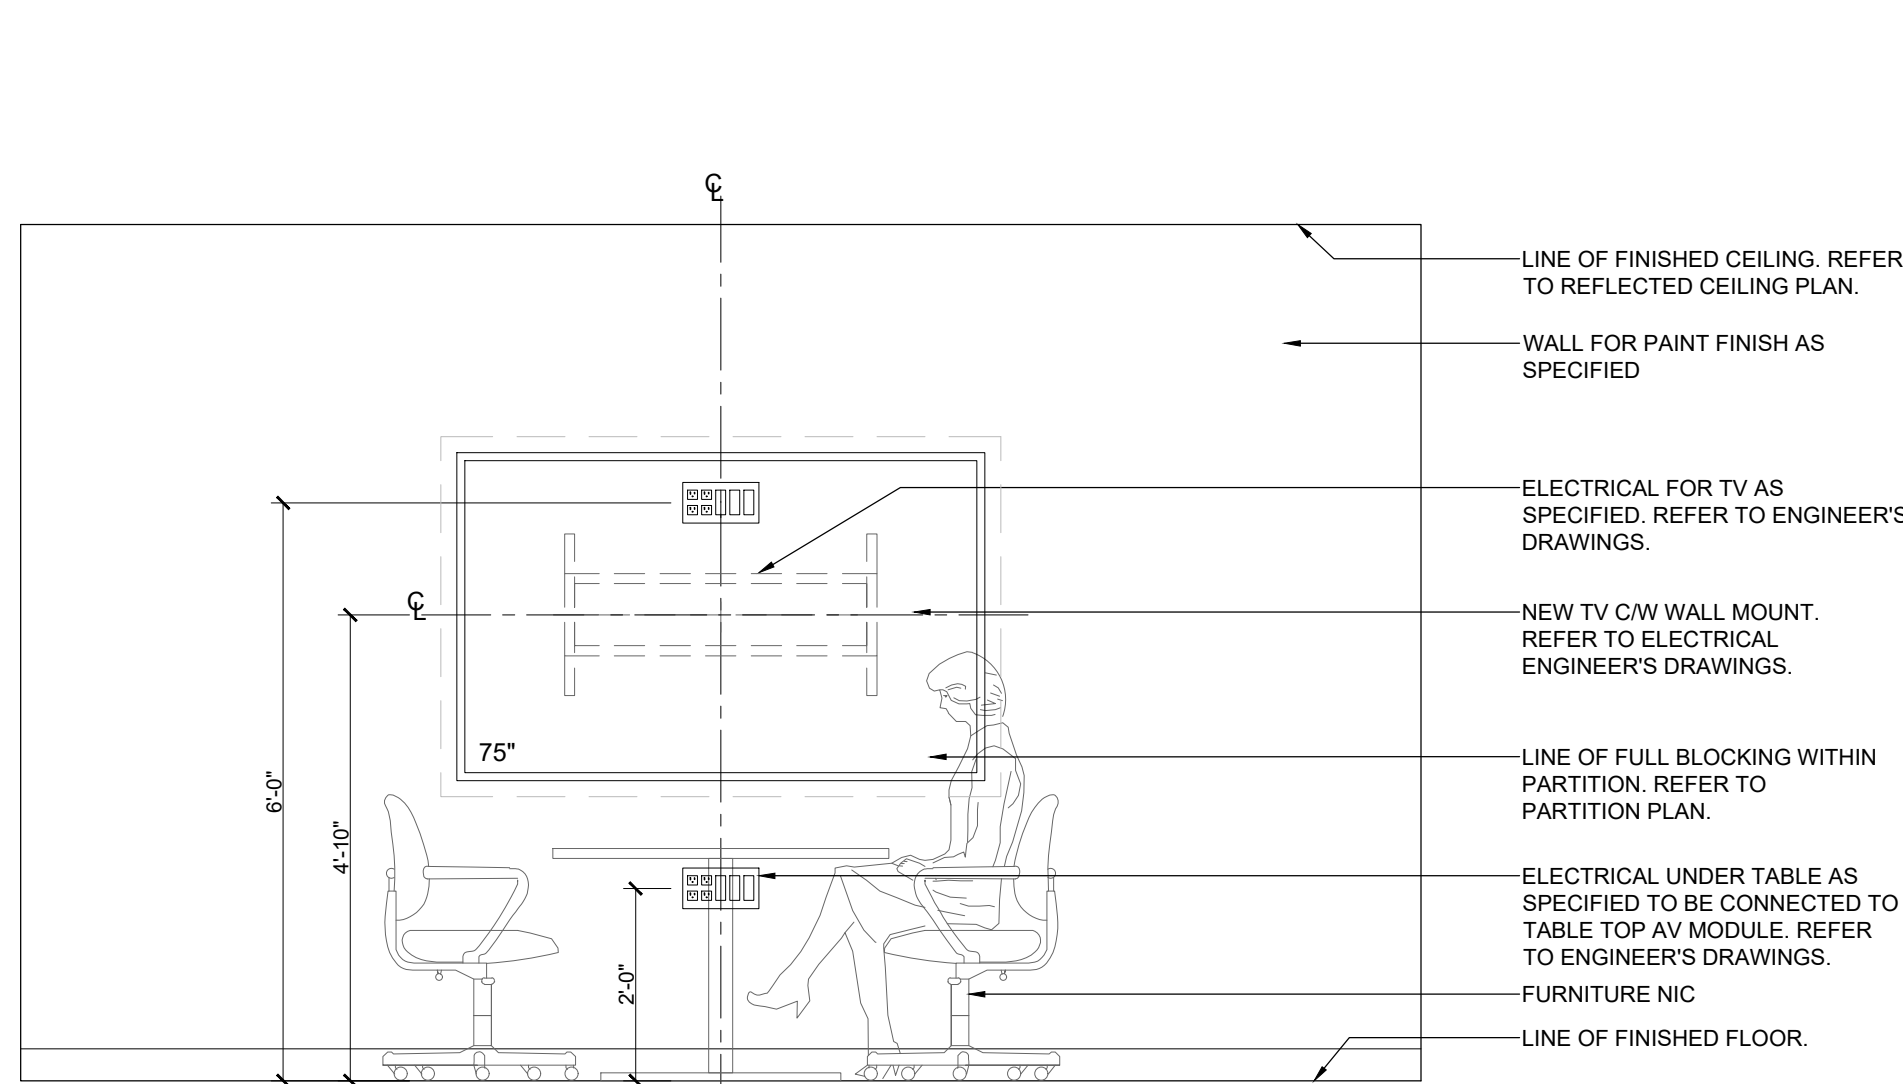 ℄
LINE OF FINISHED CEILING. REFER
TO REFLECTED CEILING PLAN.
WALL FOR PAINT FINISH AS
SPECIFIED
ELECTRICAL FOR TV AS
SPECIFIED. REFER TO ENGINEER'S
DRAWINGS.
℄
NEW TV C/W WALL MOUNT.
REFER TO ELECTRICAL
ENGINEER'S DRAWINGS.
75"
LINE OF FULL BLOCKING WITHIN
PARTITION. REFER TO
PARTITION PLAN.
6'-0"
4'-10"
2'-0"
ELECTRICAL UNDER TABLE AS
SPECIFIED TO BE CONNECTED TO
TABLE TOP AV MODULE. REFER
TO ENGINEER'S DRAWINGS.
FURNITURE NIC
LINE OF FINISHED FLOOR.